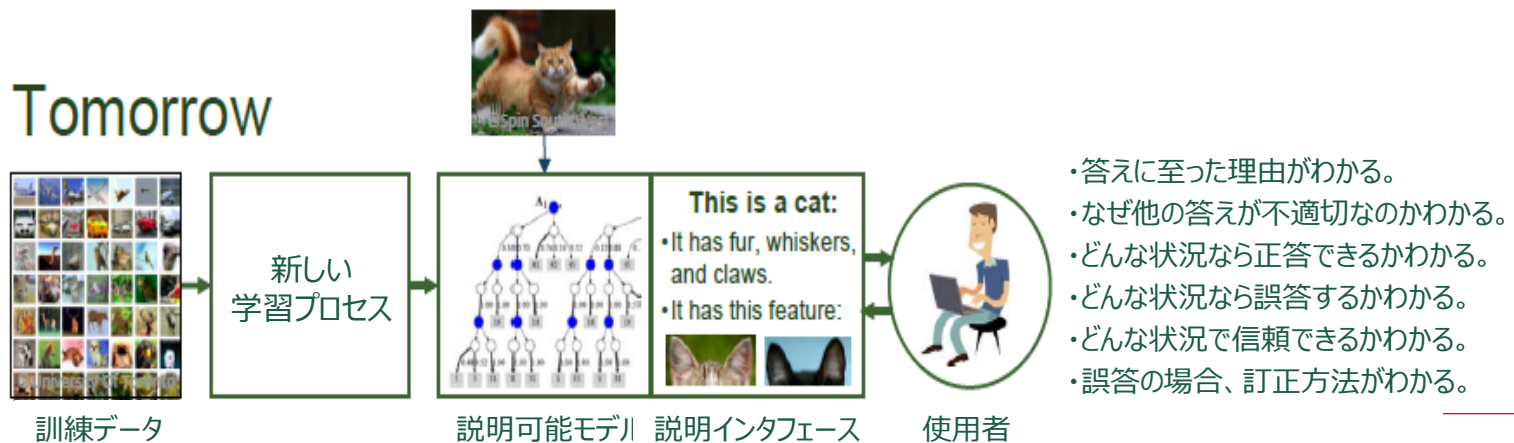 Tomorrow
© Spin South West
新しい
学習プロセス
A1
This is a cat:
•It has fur, whiskers,
and claws.
•It has this feature:
・答えに至った理由がわかる。
・なぜ他の答えが不適切なのかわかる。
・どんな状況なら正答できるかわかる。
・どんな状況なら誤答するかわかる。
・どんな状況で信頼できるかわかる。
・誤答の場合、訂正方法がわかる。
©University Of Toronto
訓練データ
説明可能モデル
説明インタフェース
使用者